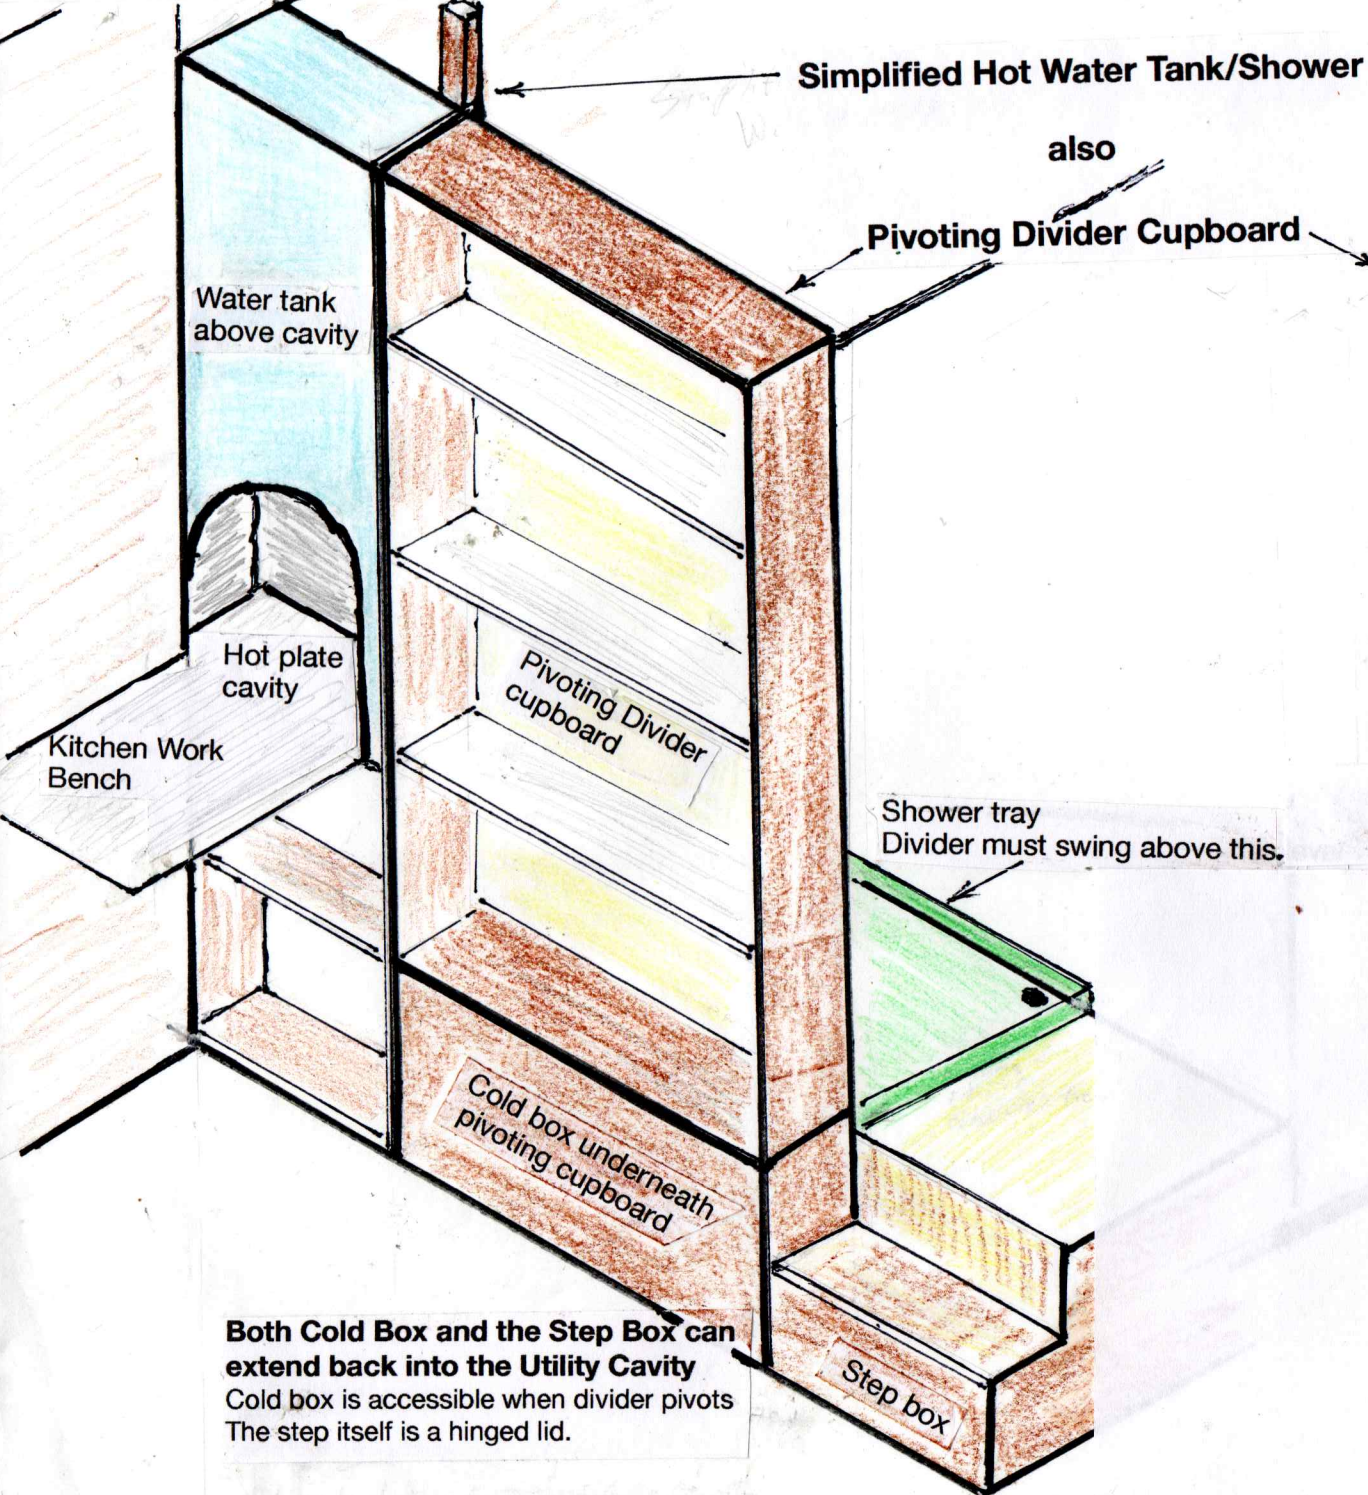 Simplified Hot Water Tank/Shower
also
Pivoting Divider Cupboard
Water tank
above cavity
Hot plate
cavity
Kitchen Work
Bench
Pivoting Divider
cupboard
Shower tray
Divider must swing above this.
Cold box underneath
pivoting cupboard
Step box
Both Cold Box and the Step Box can
extend back into the Utility Cavity
Cold box is accessible when divider pivots
The step itself is a hinged lid.